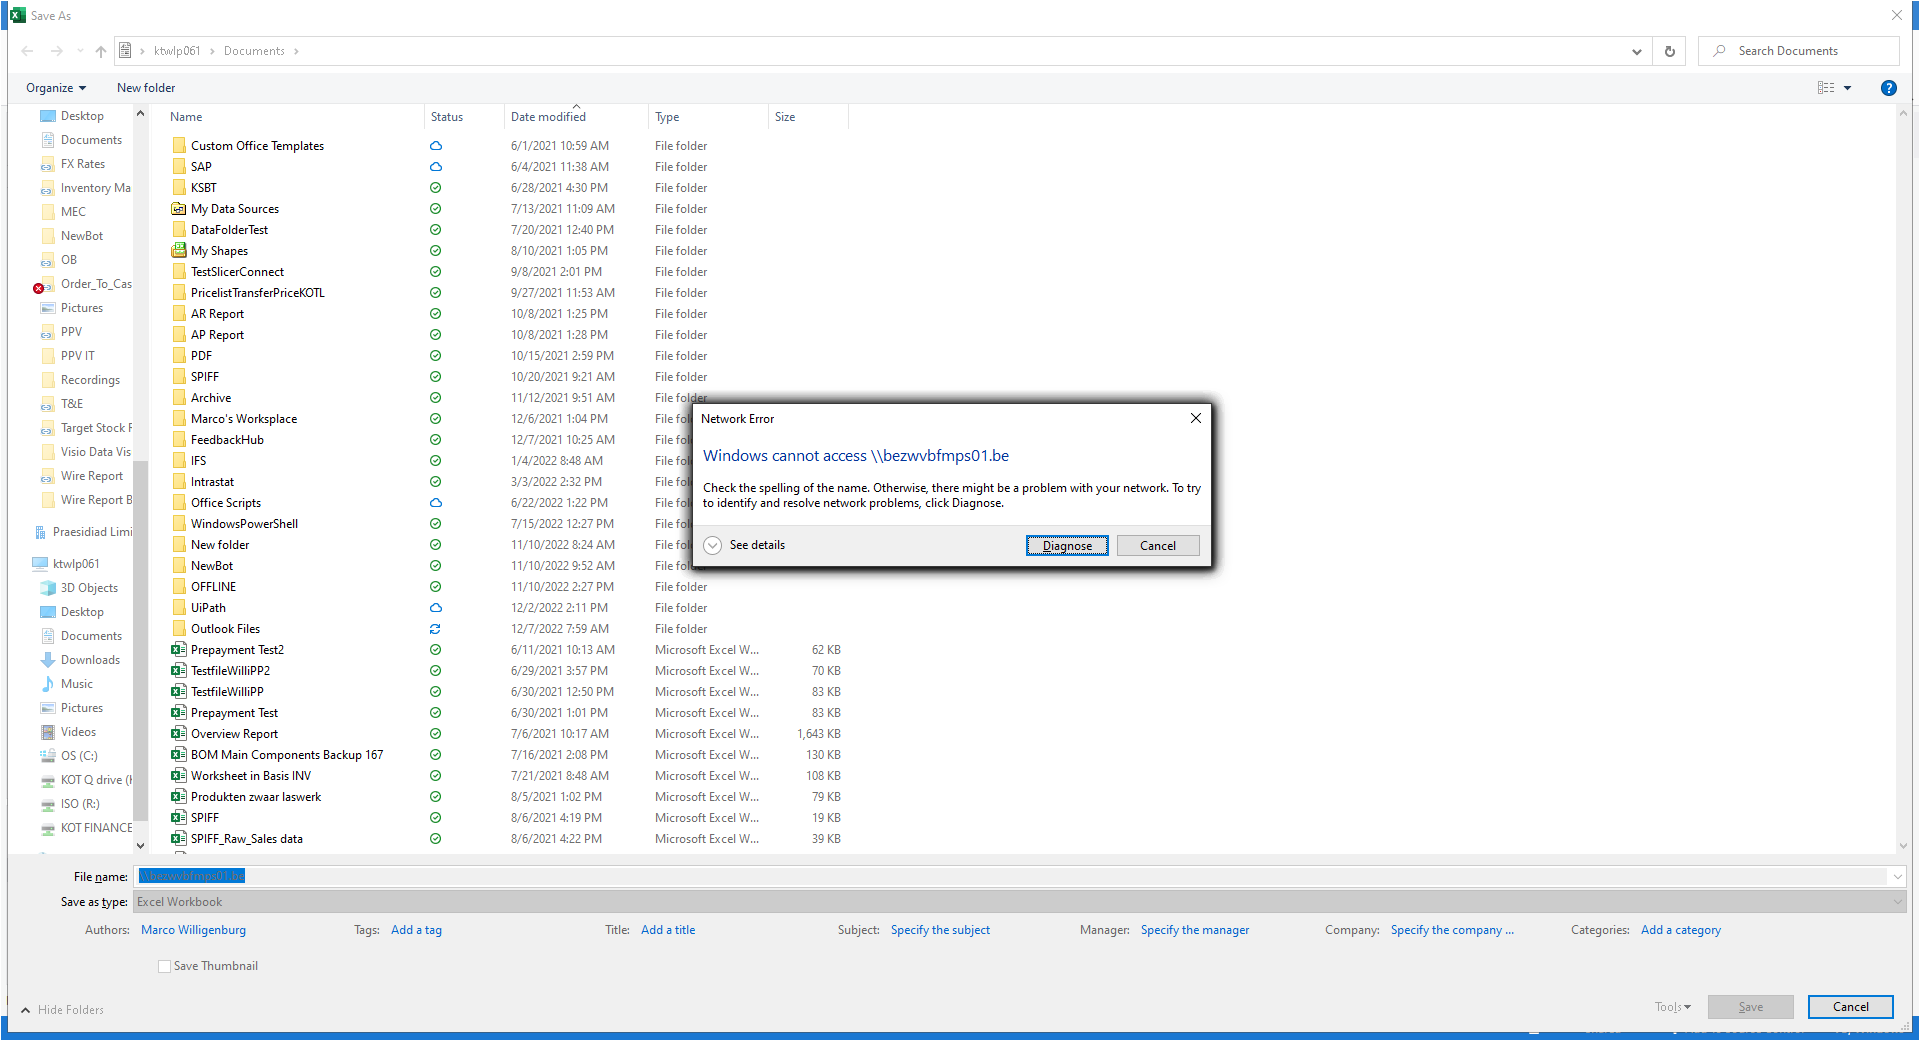 Save As
ktwlp061 > Documents >
Search Documents
Organize
New folder
Desktop
Documents
FX Rates
Inventory Ma
MEC
NewBot
OB
Order_To_Cas
Pictures
PPV
PPV IT
Recordings
T&E
Target Stock F
Visio Data Vis
Wire Report
Wire Report B
Praesidiad Limi
ktwlp061
3D Objects
Desktop
Documents
Downloads
Music
Pictures
Videos
OS (C:)
KOT Q drive (
ISO (R:)
KOT FINANCE
Name Status Date modified Type Size
Custom Office Templates 6/1/2021 10:59 AM File folder
SAP 6/4/2021 11:38 AM File folder
KSBT 6/28/2021 4:30 PM File folder
My Data Sources 7/13/2021 11:09 AM File folder
DataFolderTest 7/20/2021 12:40 PM File folder
My Shapes 8/10/2021 1:05 PM File folder
TestSlicerConnect 9/8/2021 2:01 PM File folder
PricelistTransferPriceKOTL 9/27/2021 11:53 AM File folder
AR Report 10/8/2021 1:25 PM File folder
AP Report 10/8/2021 1:28 PM File folder
PDF 10/15/2021 2:59 PM File folder
SPIFF 10/20/2021 9:21 AM File folder
Archive 11/12/2021 9:51 AM File folder
Marco's Worksplace 12/6/2021 1:04 PM File
FeedbackHub 12/7/2021 10:25 AM File
IFS 1/4/2022 8:48 AM File
Intrastat 3/3/2022 2:32 PM File
Office Scripts 6/22/2022 1:22 PM File
WindowsPowerShell 7/15/2022 12:27 PM File
New folder 11/10/2022 8:24 AM File
NewBot 11/10/2022 9:52 AM File folder
OFFLINE 11/10/2022 2:27 PM File folder
UiPath 12/2/2022 2:11 PM File folder
Outlook Files 12/7/2022 7:59 AM File folder
Prepayment Test2 6/11/2021 10:13 AM Microsoft Excel W... 62 KB
TestfileWilliPP2 6/29/2021 3:57 PM Microsoft Excel W... 70 KB
TestfileWilliPP 6/30/2021 12:50 PM Microsoft Excel W... 83 KB
Prepayment Test 6/30/2021 1:01 PM Microsoft Excel W... 83 KB
Overview Report 7/6/2021 10:17 AM Microsoft Excel W... 1,643 KB
BOM Main Components Backup 167 7/16/2021 2:08 PM Microsoft Excel W... 130 KB
Worksheet in Basis INV 7/21/2021 8:48 AM Microsoft Excel W... 108 KB
Produkten zwaar laswerk 8/5/2021 1:02 PM Microsoft Excel W... 79 KB
SPIFF 8/6/2021 4:19 PM Microsoft Excel W... 19 KB
SPIFF_Raw_Sales data 8/6/2021 4:22 PM Microsoft Excel W... 39 KB
Network Error
Windows cannot access \\bezwvbfmps01.be
Check the spelling of the name. Otherwise, there might be a problem with your network. To try
to identify and resolve network problems, click Diagnose.
See details
Diagnose
Cancel
File name: \\bezwvbfmps01.be
Save as type: Excel Workbook
Authors: Marco Willigenburg Tags: Add a tag Title: Add a title Subject: Specify the subject Manager: Specify the manager Company: Specify the company ... Categories: Add a category
Save Thumbnail
Hide Folders
Tools
Save
Cancel